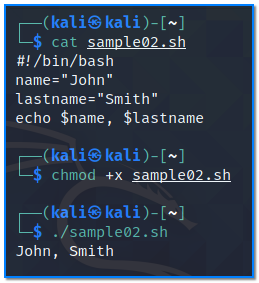 ┌──(kali㉿kali)-[~]
└─$ cat sample02.sh
#!/bin/bash
name="John"
lastname="Smith"
echo $name, $lastname
┌──(kali㉿kali)-[~]
└─$ chmod +x sample02.sh
┌──(kali㉿kali)-[~]
└─$ ./sample02.sh
John, Smith